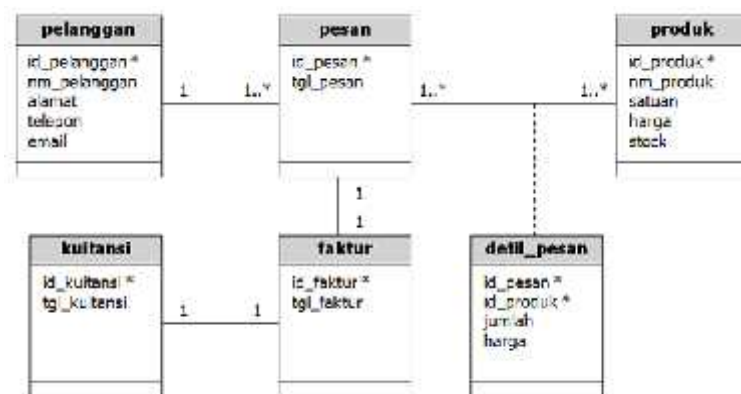 pelanggan
id_pelanggan *
nm_pelanggan
alamat
telepon
email
1
1..*
pesan
id_pesan *
tgl_pesan
1..*
1..*
produk
id_produk *
nm_produk
satuan
harga
stock
1
1
kuitansi
id_kuitansi *
tgl_kuitansi
1
1
faktur
id_faktur *
tgl_faktur
detil_pesan
id_pesan *
id_produk *
jumlah
harga